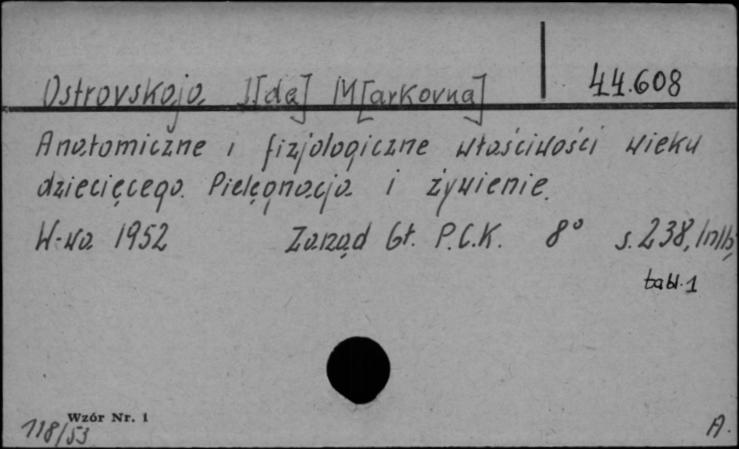 Ostrovskaja I[da] M[arkovna] 44.608
Anatomiczne i fizjologiczne właściwości wieku
dziecięcego. Pielęgnacja i żywienie.
W-wa 1952 Zarząd Gł. P.C.K. 8° s. 238, 1nlb,
tabl. 1
Wzór Nr. 1
118/53 A.